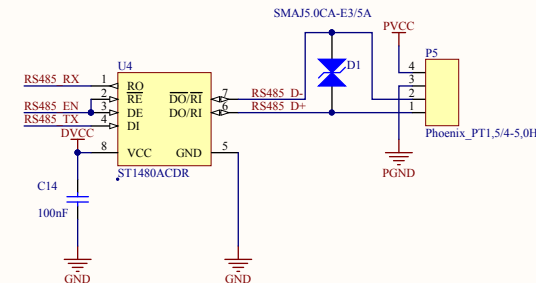 SMAJ5.0CA-E3/5A
PVCC
U4
D1
P5
RS485_RX
1
RO
2
RE
DO/RI
7
RS485_D-
RS485_EN
3
DE
DO/RI
6
RS485_D+
RS485_TX
4
DI
4
3
2
1
DVCC
8
VCC
GND
5
Phoenix_PT1,5/4-5,0H
ST1480ACDR
PGND
C14
100nF
GND
GND